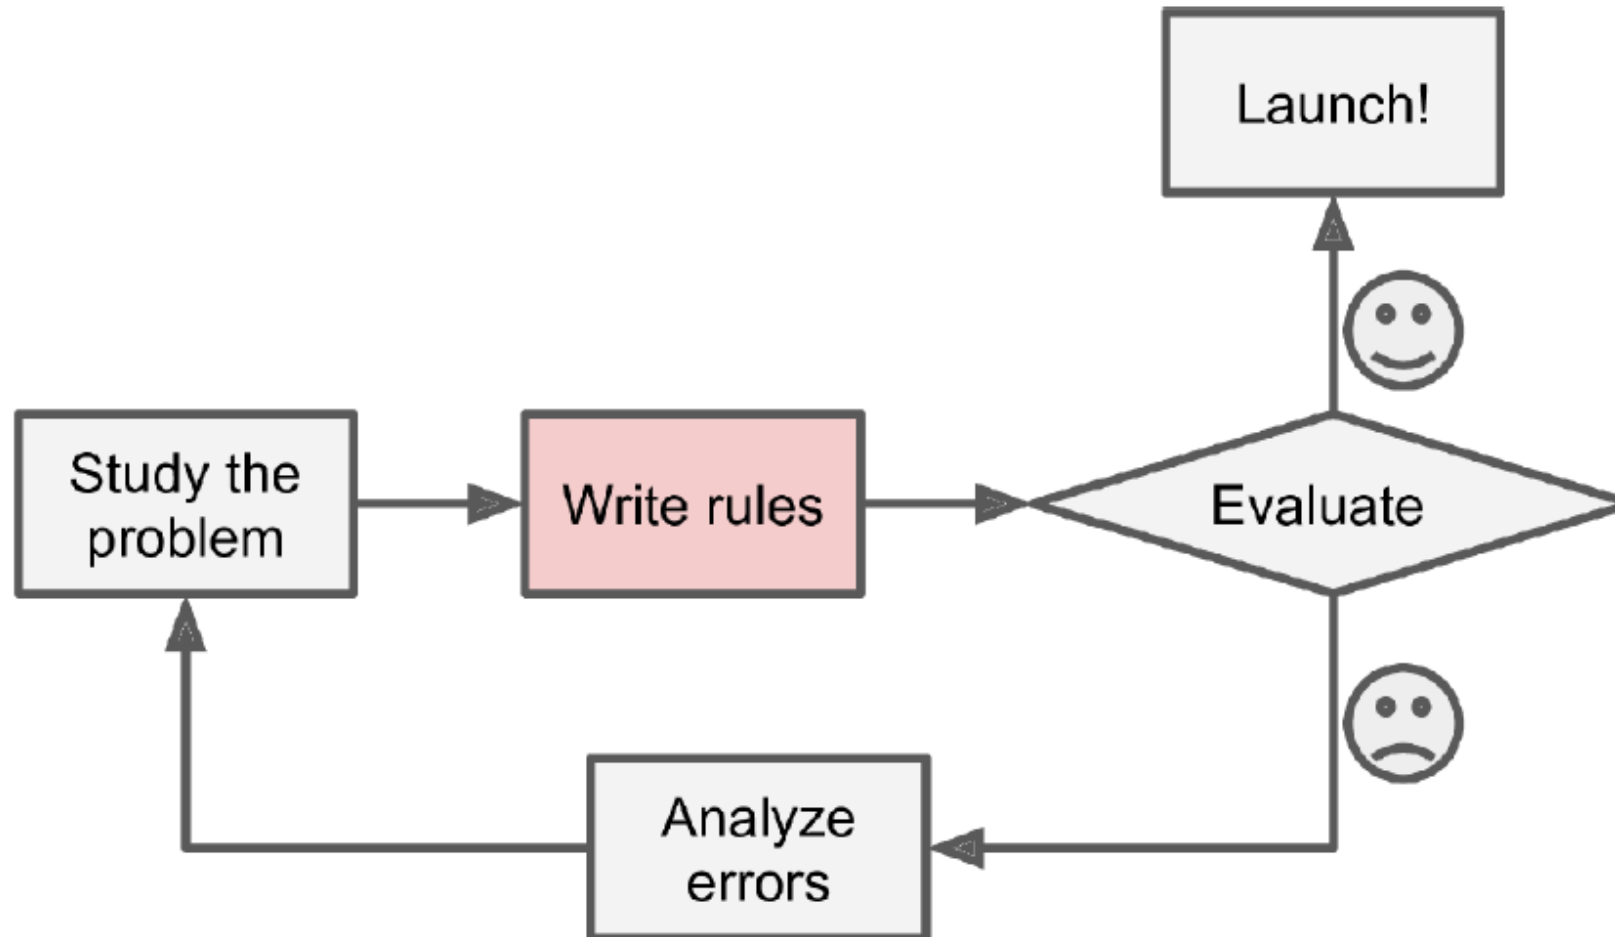 Launch!
Study the
problem
Write rules
Evaluate
Analyze
errors